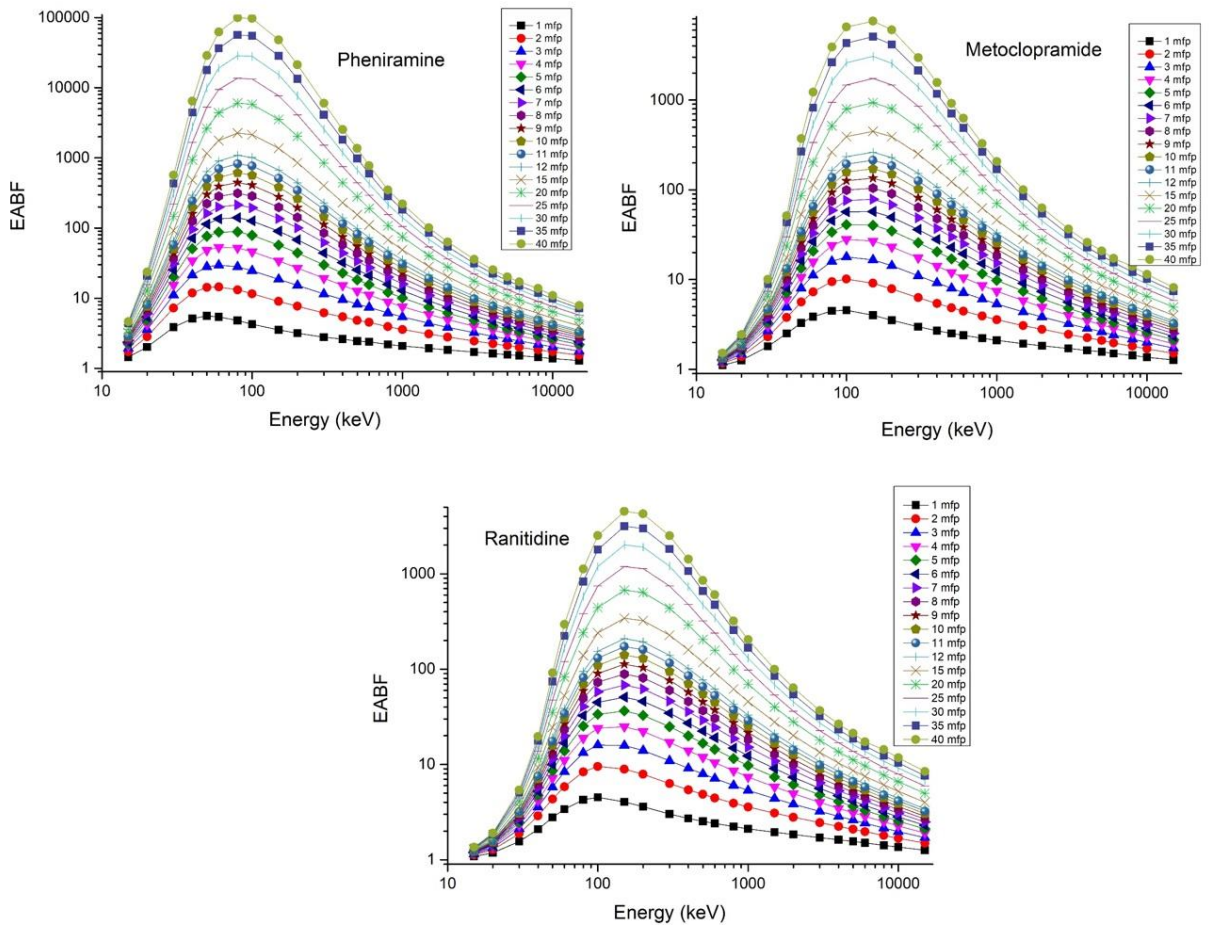 Pheniramine
EABF
100000
10000
1000
100
10
1
10
100
1000
10000
Energy (keV)
1 mfp
2 mfp
3 mfp
4 mfp
5 mfp
6 mfp
7 mfp
8 mfp
9 mfp
10 mfp
11 mfp
12 mfp
15 mfp
20 mfp
25 mfp
30 mfp
35 mfp
40 mfp
Metoclopramide
EABF
1000
100
10
1
10
100
1000
10000
Energy (keV)
1 mfp
2 mfp
3 mfp
4 mfp
5 mfp
6 mfp
7 mfp
8 mfp
9 mfp
10 mfp
11 mfp
12 mfp
15 mfp
20 mfp
25 mfp
30 mfp
35 mfp
40 mfp
Ranitidine
EABF
1000
100
10
1
10
100
1000
10000
Energy (keV)
1 mfp
2 mfp
3 mfp
4 mfp
5 mfp
6 mfp
7 mfp
8 mfp
9 mfp
10 mfp
11 mfp
12 mfp
15 mfp
20 mfp
25 mfp
30 mfp
35 mfp
40 mfp